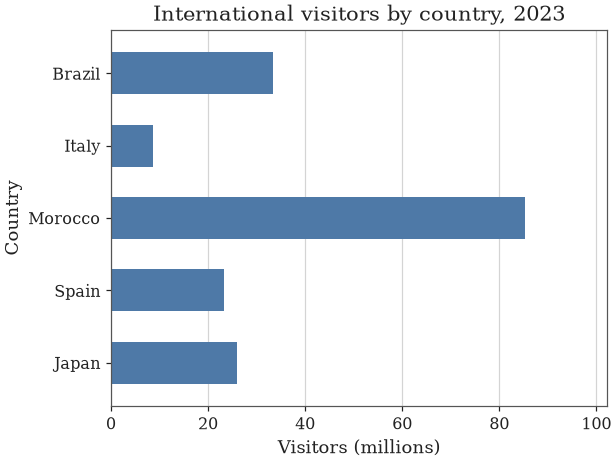 International visitors by country, 2023
Country
Brazil
Italy
Morocco
Spain
Japan
0 20 40 60 80 100
Visitors (millions)